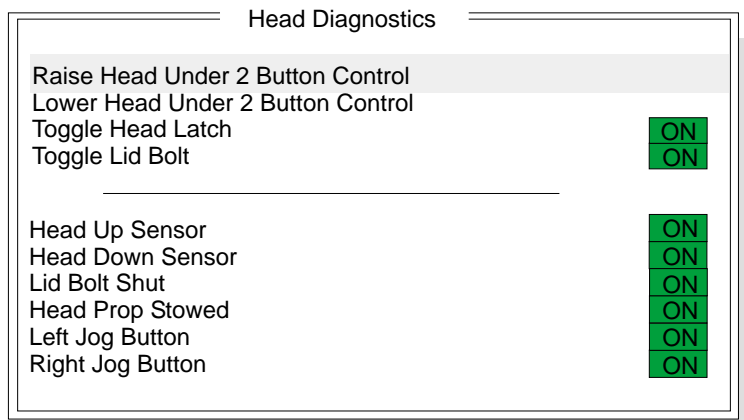 Head Diagnostics
Raise Head Under 2 Button Control
Lower Head Under 2 Button Control
Toggle Head Latch ON
Toggle Lid Bolt ON
Head Up Sensor ON
Head Down Sensor ON
Lid Bolt Shut ON
Head Prop Stowed ON
Left Jog Button ON
Right Jog Button ON